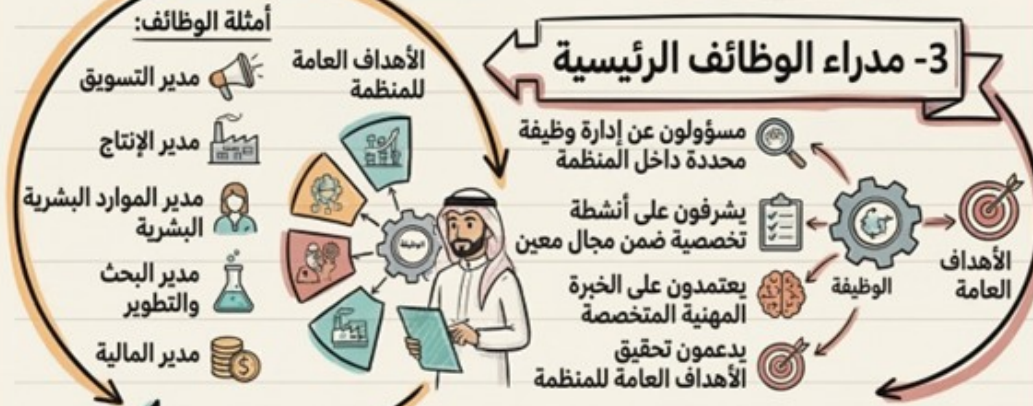 3- مدراء الوظائف الرئيسية
مسؤولون عن إدارة وظيفة
محددة داخل المنظمة
يشرفون على أنشطة
تخصصية ضمن مجال معين
يعتمدون على الخبرة
المهنية المتخصصة
يدعمون تحقيق
الأهداف العامة للمنظمة
الأهداف
العامة
الوظيفة
الأهداف العامة
للمنظمة
الوظيفة
أمثلة الوظائف:
مدير التسويق
مدير الإنتاج
مدير الموارد البشرية
البشرية
مدير البحث
والتطوير
مدير المالية